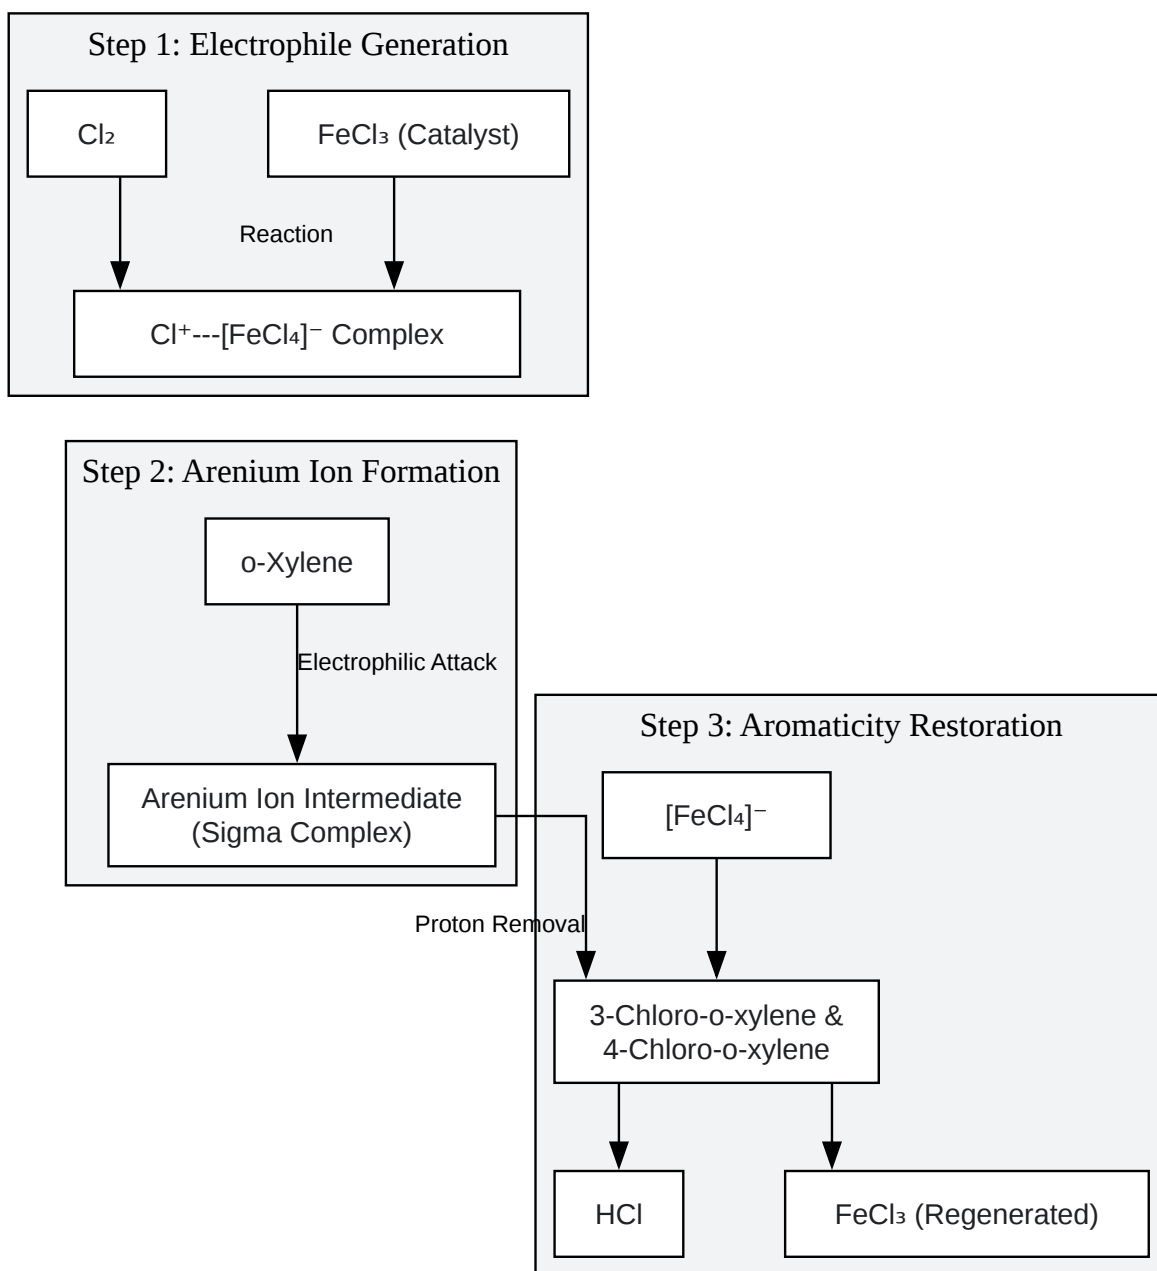 Step 1: Electrophile Generation
Cl₂
FeCl₃ (Catalyst)
Reaction
Cl⁺---[FeCl₄]⁻ Complex
Step 2: Arenium Ion Formation
o-Xylene
Electrophilic Attack
Arenium Ion Intermediate
(Sigma Complex)
Step 3: Aromaticity Restoration
[FeCl₄]⁻
Proton Removal
3-Chloro-o-xylene &
4-Chloro-o-xylene
HCl
FeCl₃ (Regenerated)